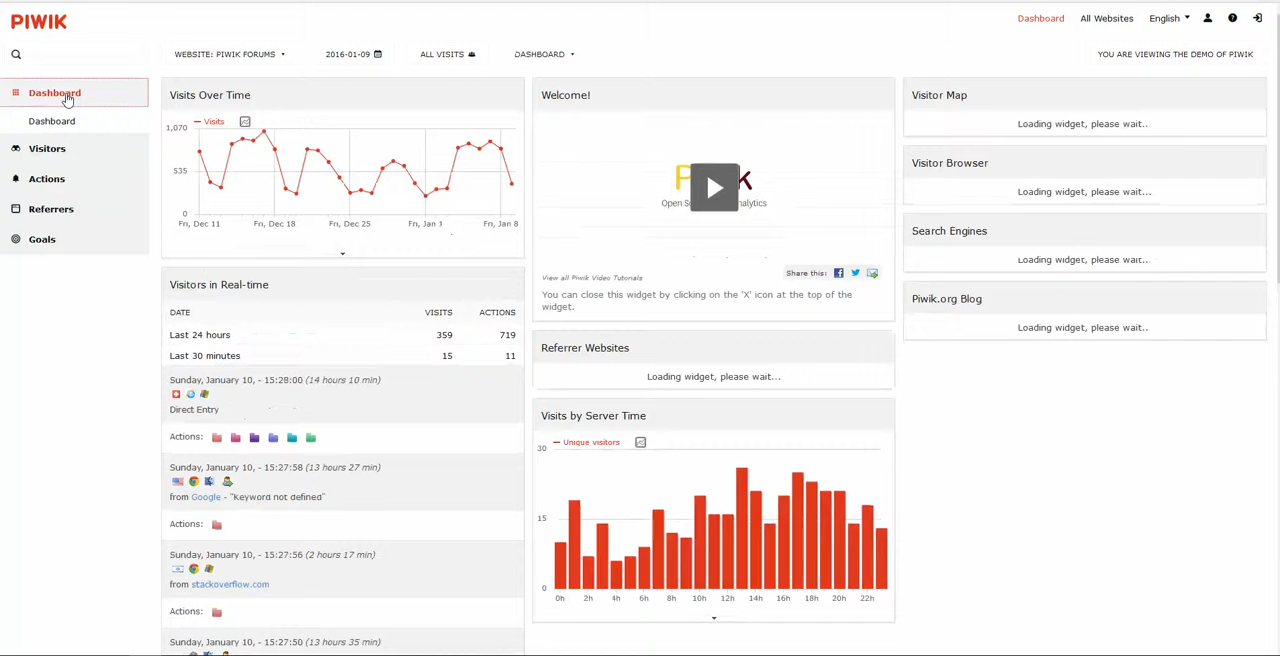 PIWIK
Dashboard
All Websites
English
WEBSITE: PIWIK FORUMS
2016-01-09
ALL VISITS
DASHBOARD
YOU ARE VIEWING THE DEMO OF PIWIK
Dashboard
Dashboard
Visitors
Actions
Referrers
Goals
Visits Over Time
Visits
1,070
535
0
Fri, Dec 11 Fri, Dec 18 Fri, Dec 25 Fri, Jan 1 Fri, Jan 8
Visitors in Real-time
DATE VISITS ACTIONS
Last 24 hours 359 719
Last 30 minutes 15 11
Sunday, January 10, - 15:28:00 (14 hours 10 min)
Direct Entry
Actions:
Sunday, January 10, - 15:27:58 (13 hours 27 min)
from Google - "Keyword not defined"
Actions:
Sunday, January 10, - 15:27:56 (2 hours 17 min)
from stackoverflow.com
Actions:
Sunday, January 10, - 15:27:50 (13 hours 35 min)
Welcome!
View all Piwik Video Tutorials
Share this:
You can close this widget by clicking on the 'X' icon at the top of the
widget.
Referrer Websites
Loading widget, please wait...
Visits by Server Time
Unique visitors
30
15
0
0h 2h 4h 6h 8h 10h 12h 14h 16h 18h 20h 22h
Visitor Map
Loading widget, please wait..
Visitor Browser
Loading widget, please wait...
Search Engines
Loading widget, please wait..
Piwik.org Blog
Loading widget, please wait..